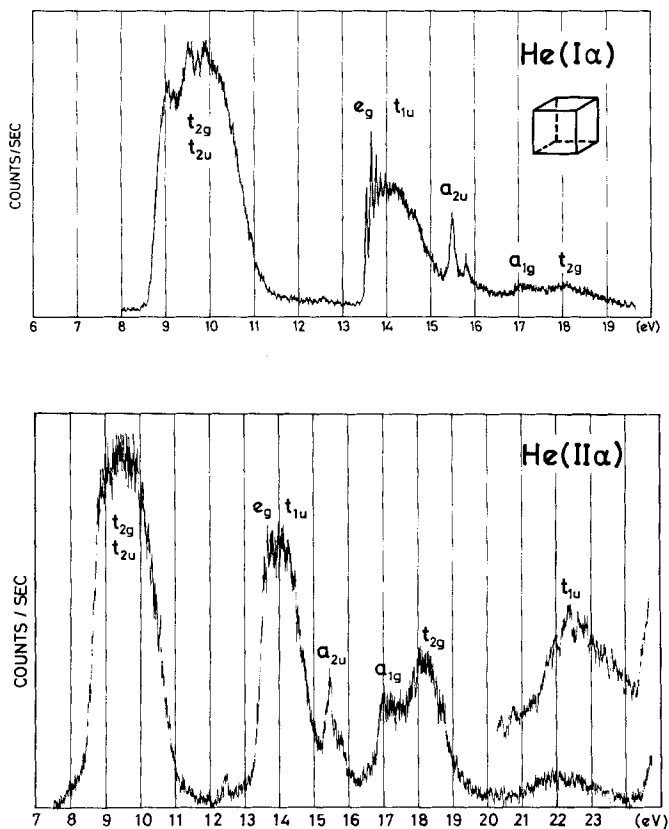 He(Iα)
COUNTS/SEC
t2g
t2u
eg t1u
a2u
a1g t2g
6 7 8 9 10 11 12 13 14 15 16 17 18 19 (eV)
He(IIα)
COUNTS / SEC
t2g
t2u
eg t1u
a2u
a1g t2g
t1u
7 8 9 10 11 12 13 14 15 16 17 18 19 20 21 22 23 (eV)